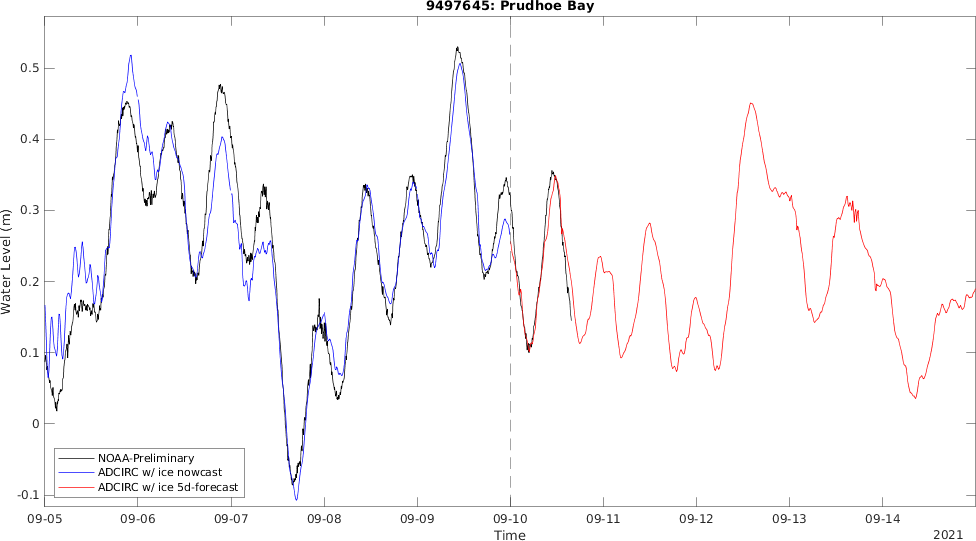 9497645: Prudhoe Bay
Water Level (m)
0.5
0.4
0.3
0.2
0.1
0
-0.1
NOAA-Preliminary
ADCIRC w/ ice nowcast
ADCIRC w/ ice 5d-forecast
09-05 09-06 09-07 09-08 09-09 09-10 09-11 09-12 09-13 09-14
Time
2021